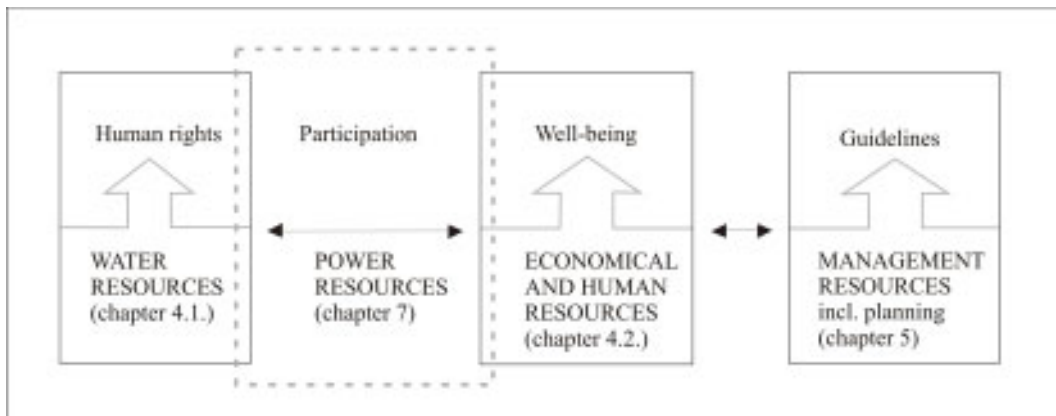 Human rights
WATER
RESOURCES
(chapter 4.1.)
Participation
POWER
RESOURCES
(chapter 7)
Well-being
ECONOMICAL
AND HUMAN
RESOURCES
(chapter 4.2.)
Guidelines
MANAGEMENT
RESOURCES
incl. planning
(chapter 5)